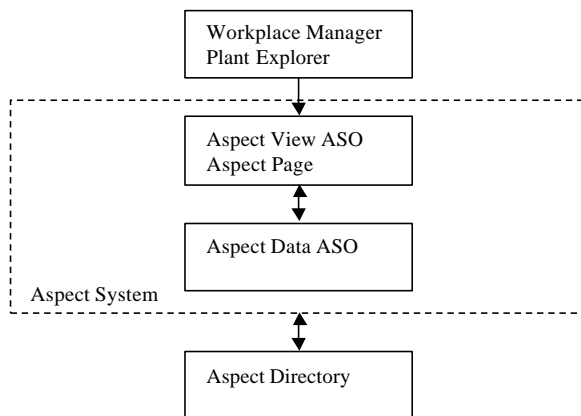 Workplace Manager
Plant Explorer
Aspect View ASO
Aspect Page
Aspect Data ASO
Aspect System
Aspect Directory